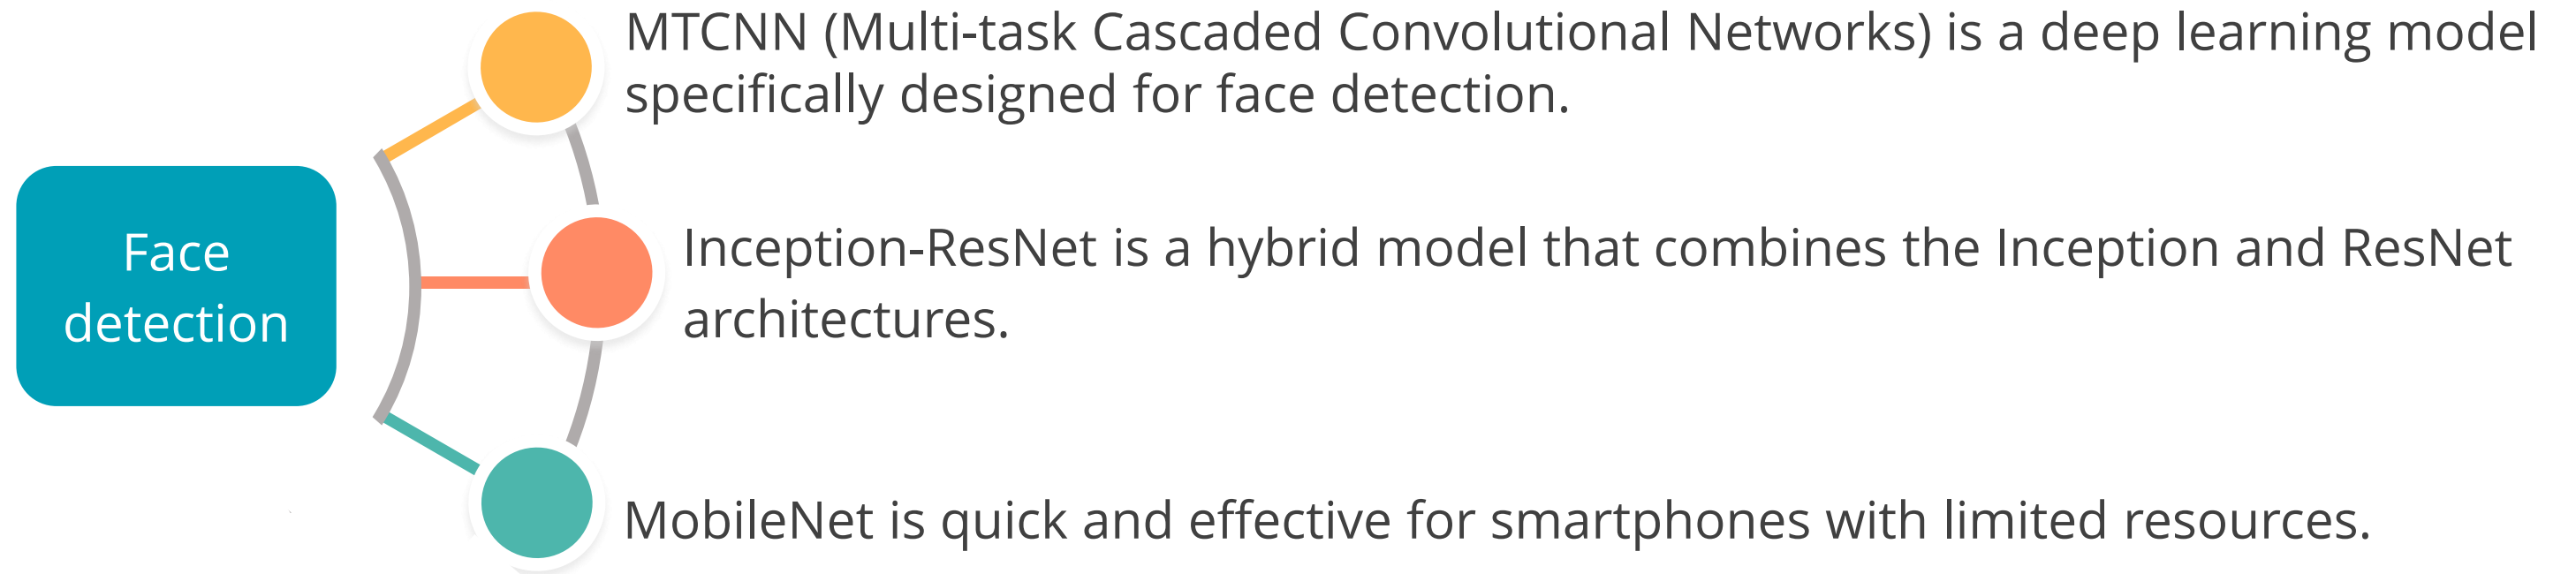 MTCNN (Multi-task Cascaded Convolutional Networks) is a deep learning model
specifically designed for face detection.
Face
detection
Inception-ResNet is a hybrid model that combines the Inception and ResNet
architectures.
MobileNet is quick and effective for smartphones with limited resources.